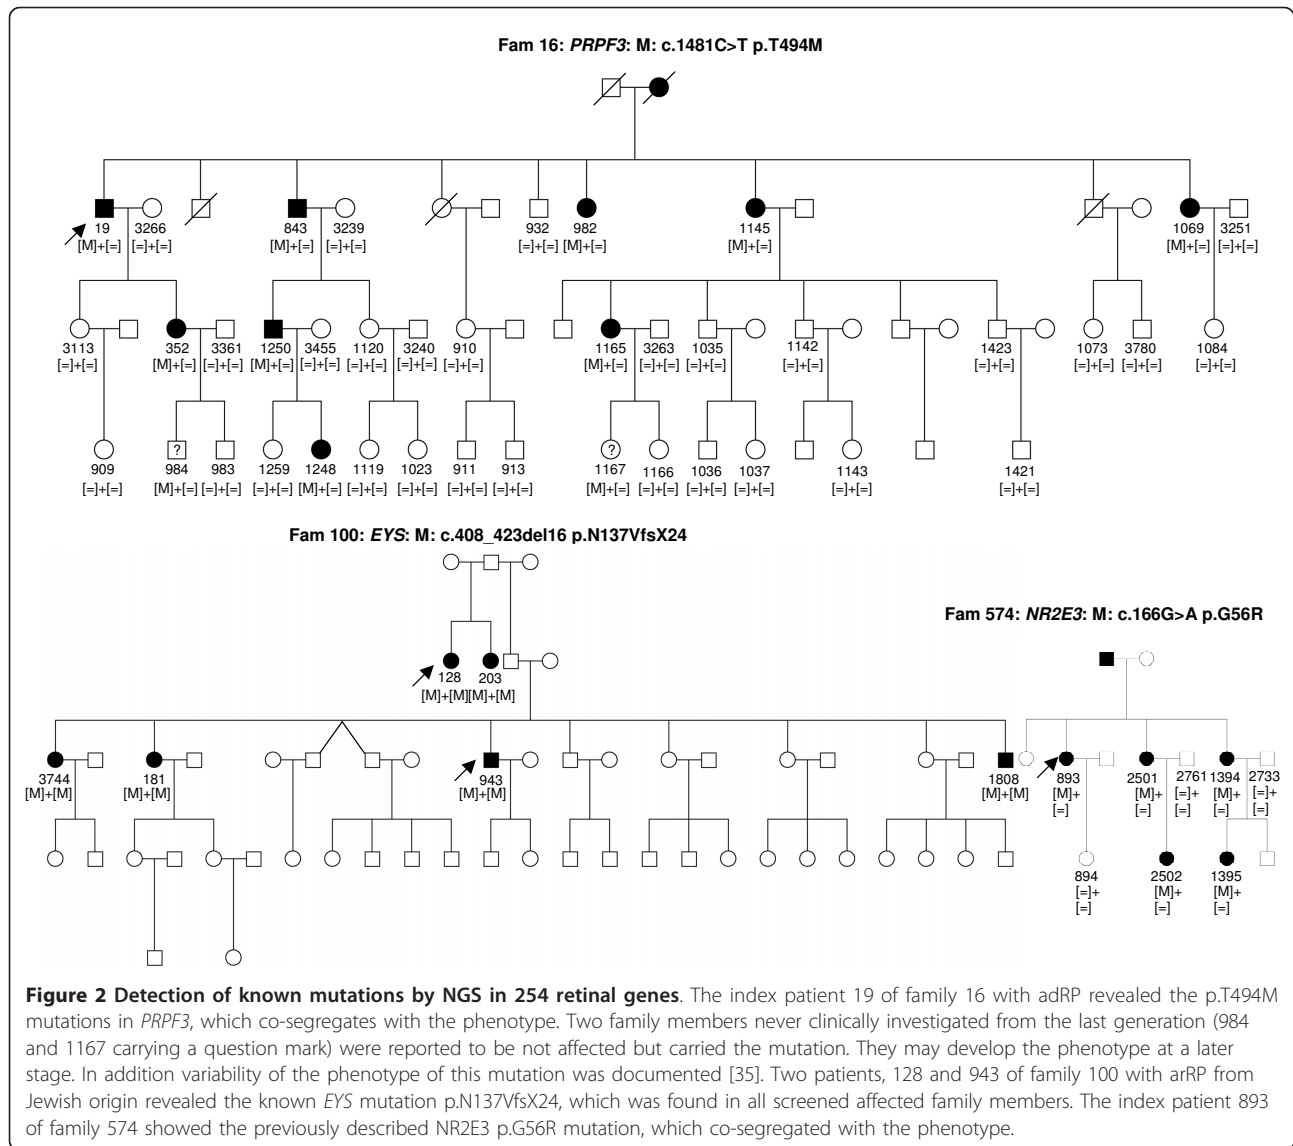 Fam 16: PRPF3: M: c.1481C>T p.T494M
19 3266 843 3239 932 982 1145 1069 3251
[M]+[=] [=]+[=] [M]+[=] [=]+[=] [=]+[=] [M]+[=] [M]+[=] [M]+[=] [=]+[=]
3113 352 3361 1250 3455 1120 3240 910 1165 3263 1035 1142 1423 1073 3780 1084
[=]+[=] [M]+[=] [=]+[=] [M]+[=] [=]+[=] [=]+[=] [=]+[=] [=]+[=] [M]+[=] [=]+[=] [=]+[=] [=]+[=] [=]+[=] [=]+[=] [=]+[=] [=]+[=]
? ?
909 984 983 1259 1248 1119 1023 911 913 1167 1166 1036 1037 1143 1421
[=]+[=] [M]+[=] [=]+[=] [=]+[=] [M]+[=] [=]+[=] [=]+[=] [=]+[=] [=]+[=] [M]+[=] [=]+[=] [=]+[=] [=]+[=] [=]+[=] [=]+[=]
Fam 100: EYS: M: c.408_423del16 p.N137VfsX24
128 203
[M]+[M] [M]+[M]
3744 181 943 1808
[M]+[M] [M]+[M] [M]+[M] [M]+[M]
Fam 574: NR2E3: M: c.166G>A p.G56R
893 2501 2761 1394 2733
[M]+ [M]+ [=]+ [M]+ [=]+
[=] [=] [=] [=] [=]
894 2502 1395
[=]+ [M]+ [M]+
[=] [=] [=]
Figure 2 Detection of known mutations by NGS in 254 retinal genes. The index patient 19 of family 16 with adRP revealed the p.T494M
mutations in PRPF3, which co-segregates with the phenotype. Two family members never clinically investigated from the last generation (984
and 1167 carrying a question mark) were reported to be not affected but carried the mutation. They may develop the phenotype at a later
stage. In addition variability of the phenotype of this mutation was documented [35]. Two patients, 128 and 943 of family 100 with arRP from
Jewish origin revealed the known EYS mutation p.N137VfsX24, which was found in all screened affected family members. The index patient 893
of family 574 showed the previously described NR2E3 p.G56R mutation, which co-segregated with the phenotype.